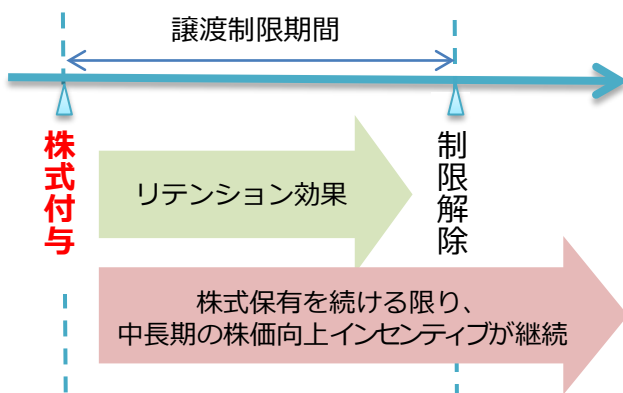 譲渡制限期間
株式付与
リテンション効果
制限解除
株式保有を続ける限り、
中長期の株価向上インセンティブが継続